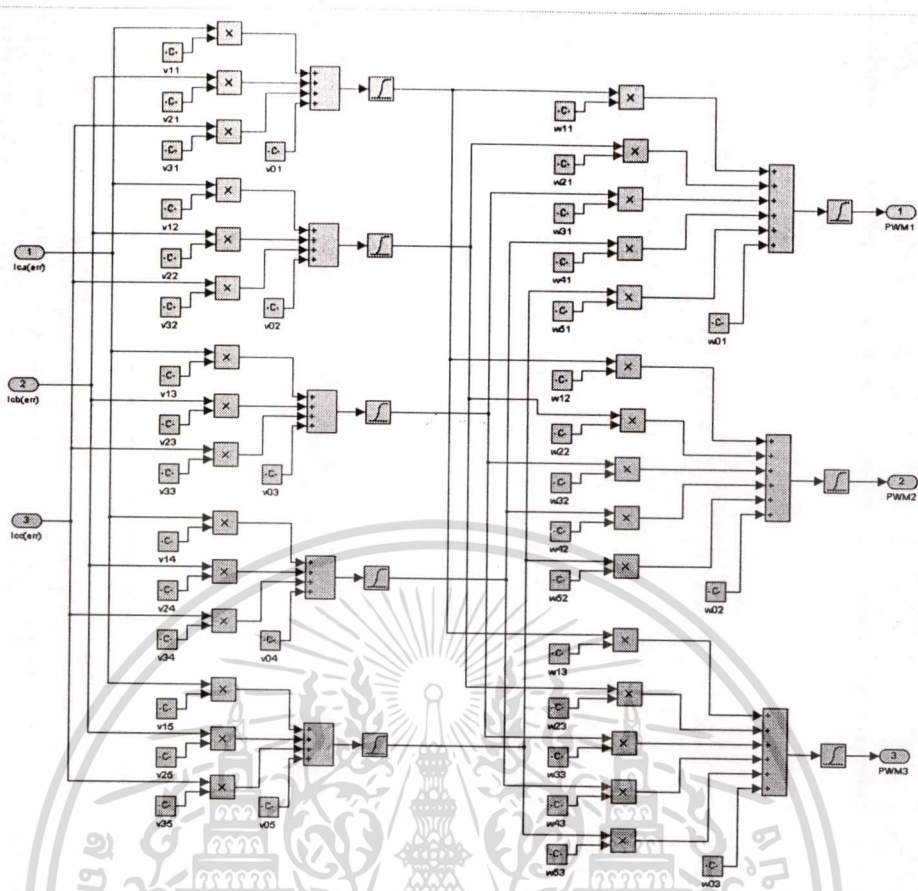 -C-
v11
-C-
v21
-C-
v31
-C-
v01
-C-
v12
-C-
v22
-C-
v32
-C-
v02
-C-
v13
-C-
v23
-C-
v33
-C-
v03
-C-
v14
-C-
v24
-C-
v34
-C-
v04
-C-
v15
-C-
v25
-C-
v35
-C-
v05
1
Ica(err)
2
Icb(err)
3
Icc(err)
-C-
w11
-C-
w21
-C-
w31
-C-
w41
-C-
w51
-C-
w01
1
PWM1
-C-
w12
-C-
w22
-C-
w32
-C-
w42
-C-
w52
-C-
w02
2
PWM2
-C-
w13
-C-
w23
-C-
w33
-C-
w43
-C-
w53
-C-
w03
3
PWM3